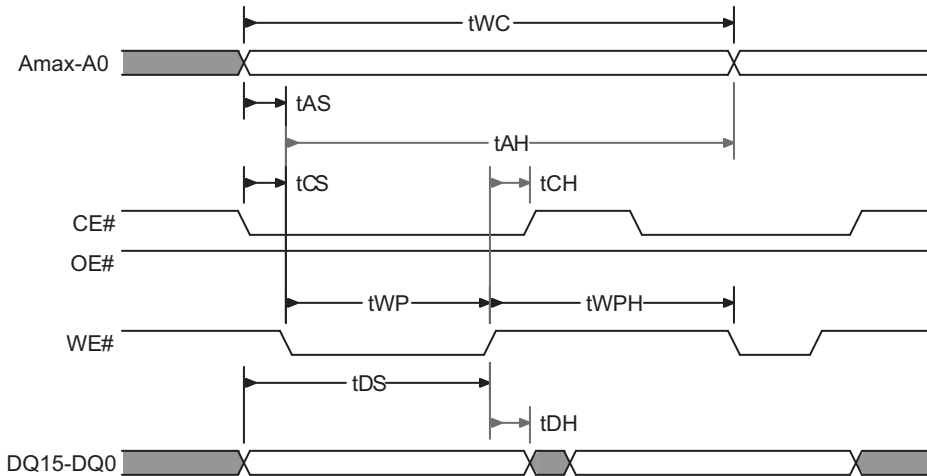 tWC
Amax-A0
tAS
tAH
tCS
tCH
CE#
OE#
tWP
tWPH
WE#
tDS
tDH
DQ15-DQ0